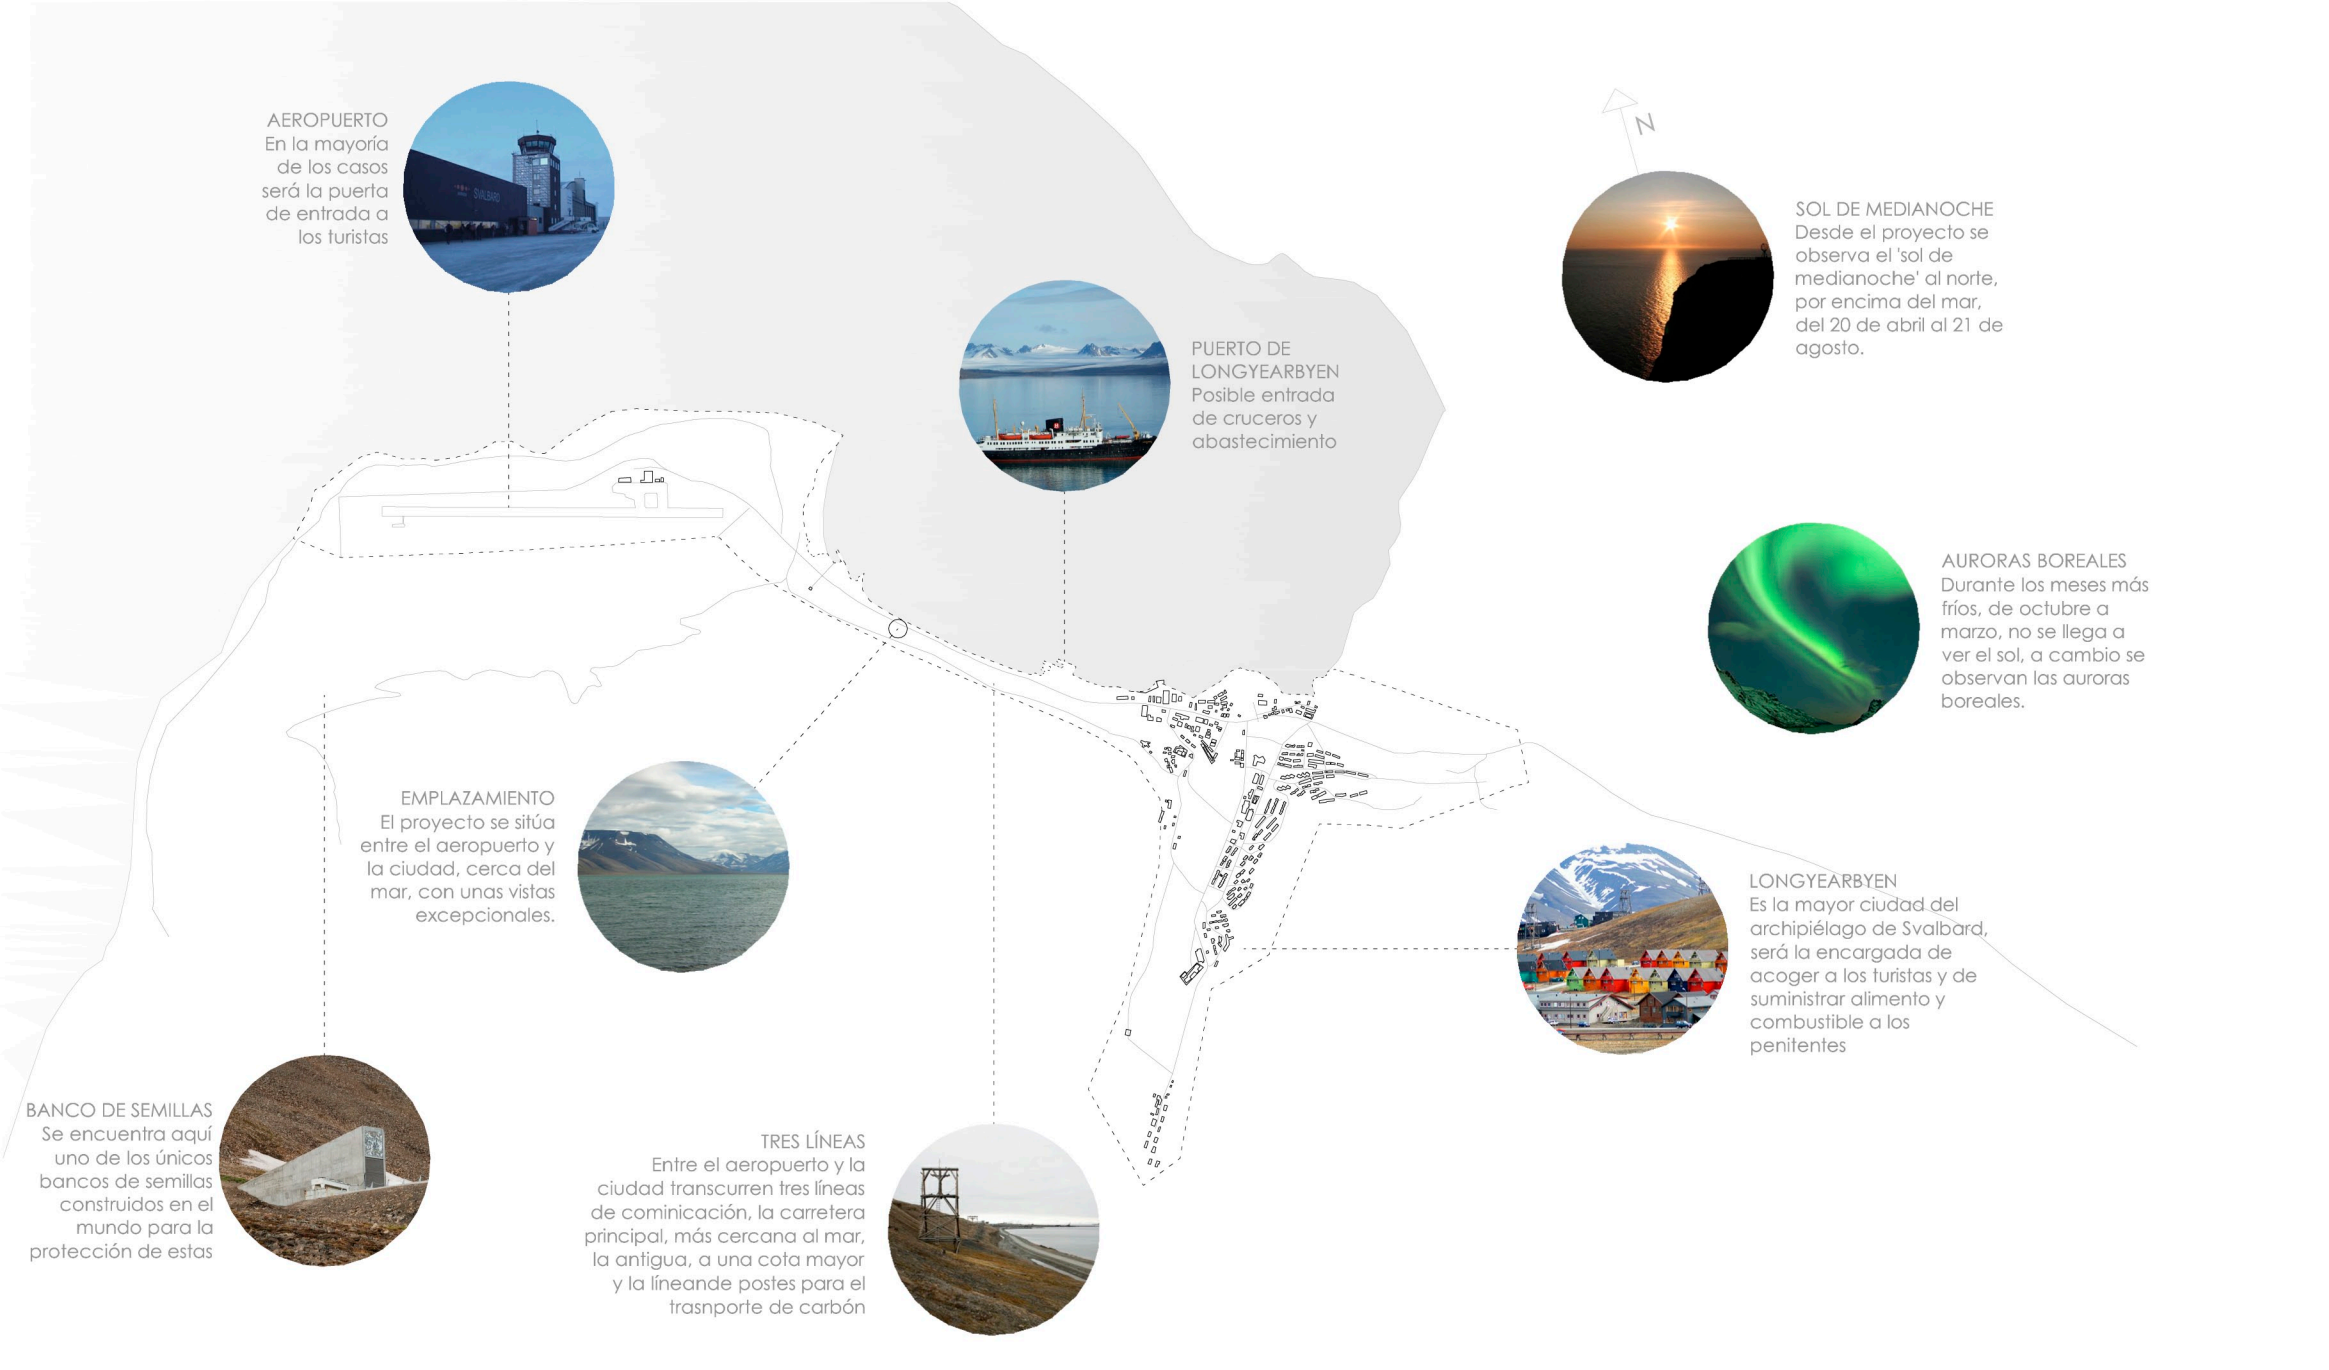 AEROPUERTO
En la mayoría
de los casos
será la puerta
de entrada a
los turistas
SVALBARD
N
SOL DE MEDIANOCHE
Desde el proyecto se
observa el 'sol de
medianoche' al norte,
por encima del mar,
del 20 de abril al 21 de
agosto.
PUERTO DE
LONGYEARBYEN
Posible entrada
de cruceros y
abastecimiento
AURORAS BOREALES
Durante los meses más
fríos, de octubre a
marzo, no se llega a
ver el sol, a cambio se
observan las auroras
boreales.
EMPLAZAMIENTO
El proyecto se sitúa
entre el aeropuerto y
la ciudad, cerca del
mar, con unas vistas
excepcionales.
LONGYEARBYEN
Es la mayor ciudad del
archipiélago de Svalbard,
será la encargada de
acoger a los turistas y de
suministrar alimento y
combustible a los
penitentes
BANCO DE SEMILLAS
Se encuentra aquí
uno de los únicos
bancos de semillas
construidos en el
mundo para la
protección de estas
TRES LÍNEAS
Entre el aeropuerto y la
ciudad transcurren tres líneas
de cominicación, la carretera
principal, más cercana al mar,
la antigua, a una cota mayor
y la líneande postes para el
trasnporte de carbón